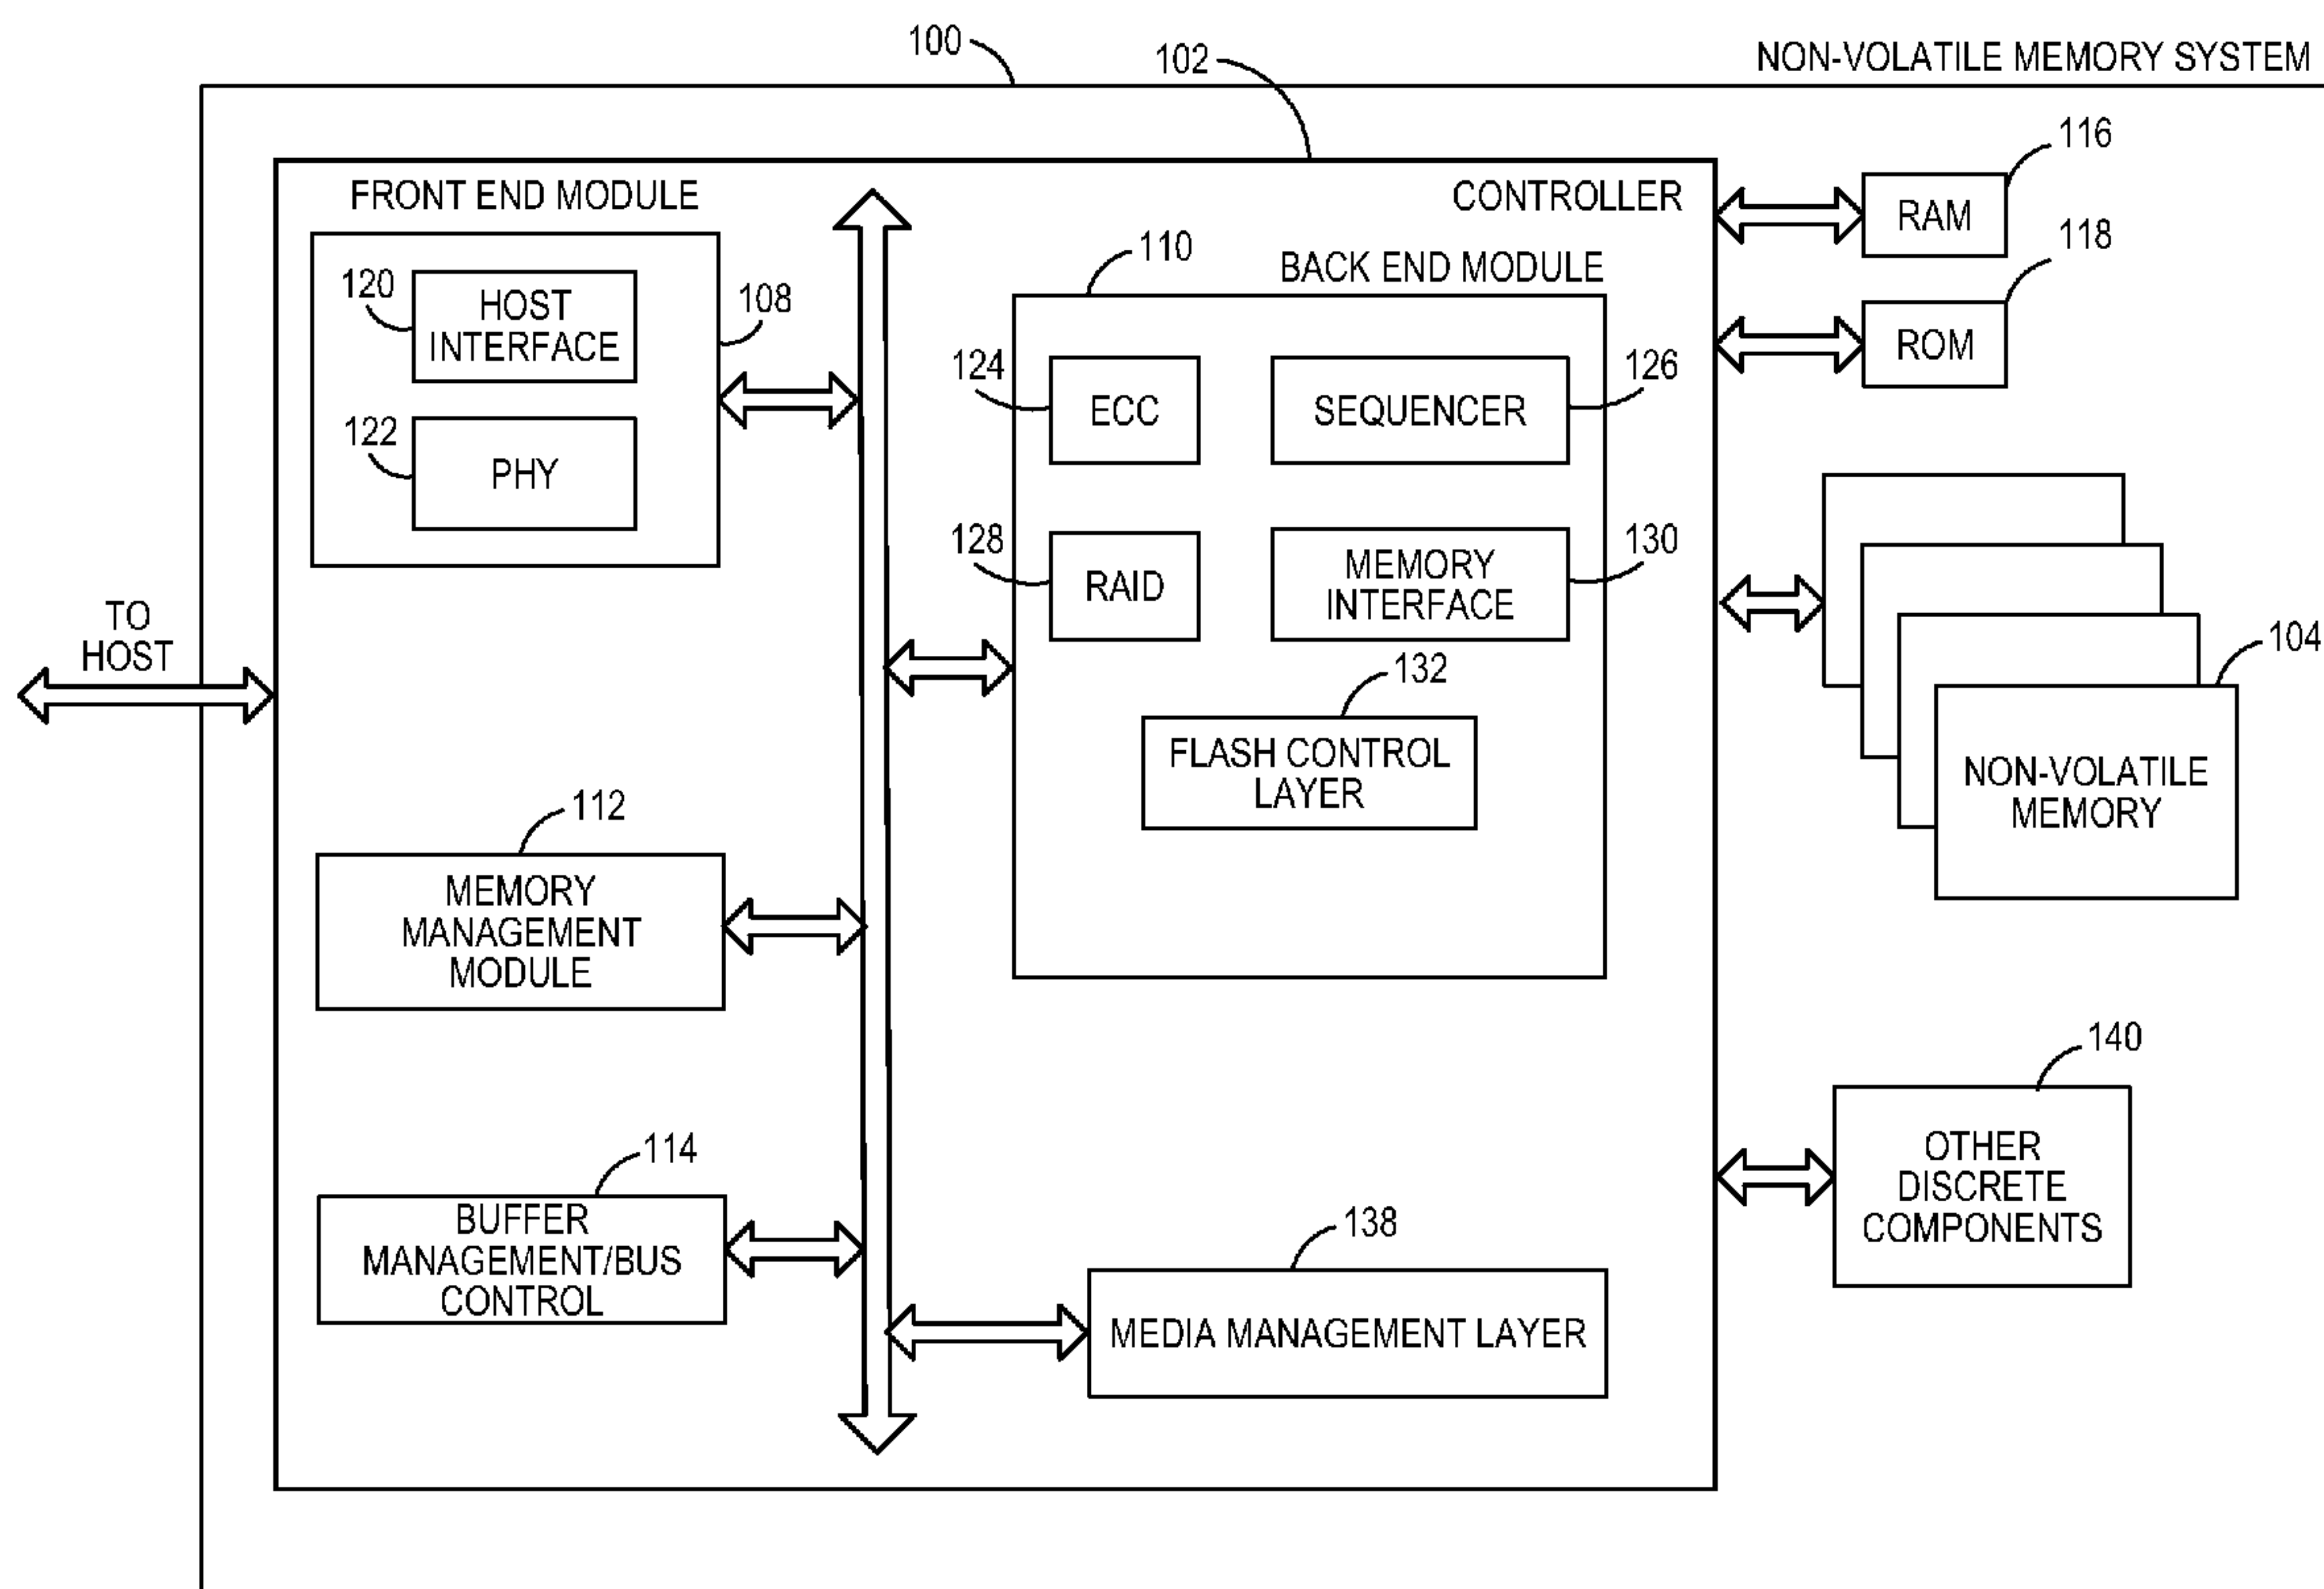 100
102
NON-VOLATILE MEMORY SYSTEM
116
RAM
118
ROM
FRONT END MODULE
CONTROLLER
110
BACK END MODULE
120
HOST
INTERFACE
108
122
PHY
124
ECC
SEQUENCER
126
128
RAID
MEMORY
INTERFACE
130
132
FLASH CONTROL
LAYER
TO
HOST
104
NON-VOLATILE
MEMORY
112
MEMORY
MANAGEMENT
MODULE
140
OTHER
DISCRETE
COMPONENTS
114
BUFFER
MANAGEMENT/BUS
CONTROL
138
MEDIA MANAGEMENT LAYER